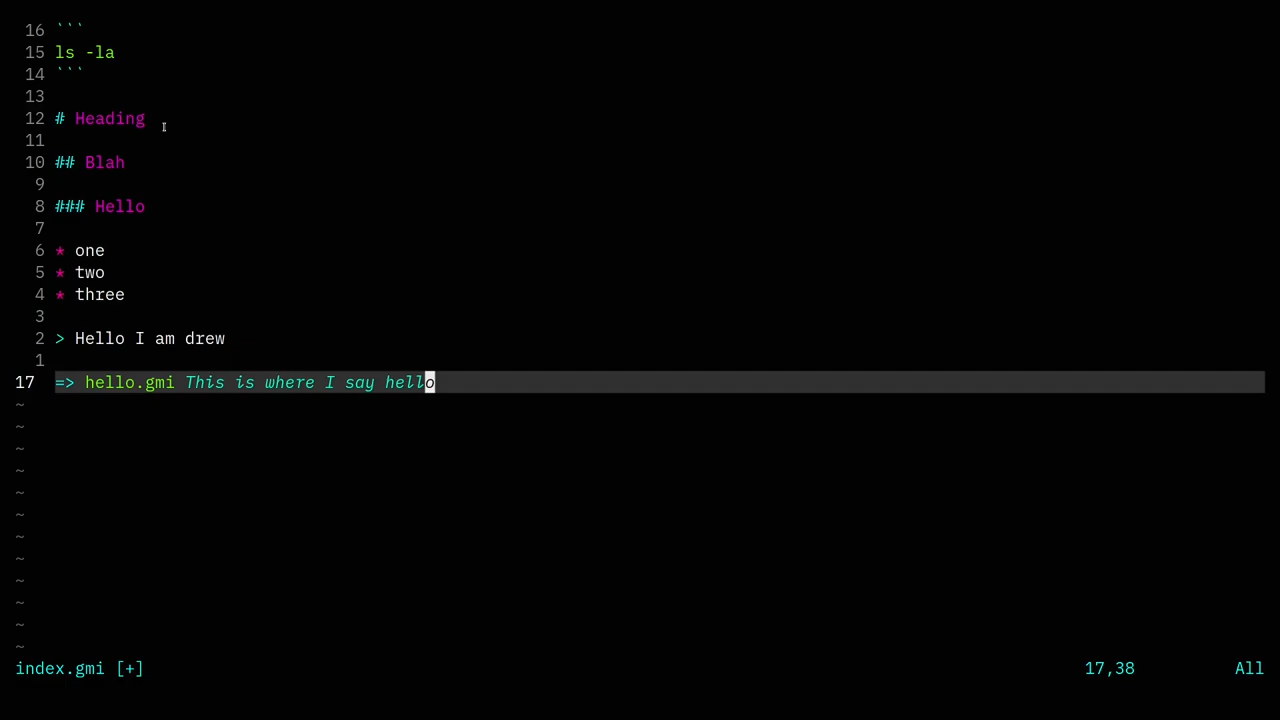 16 ```
15 ls -la
14 ```
13
12 # Heading
11
10 ## Blah
9
8 ### Hello
7
6 * one
5 * two
4 * three
3
2 > Hello I am drew
1
17 => hello.gmi This is where I say hello
~
~
~
~
~
~
~
~
~
~
~
~
index.gmi [+] 17,38 All